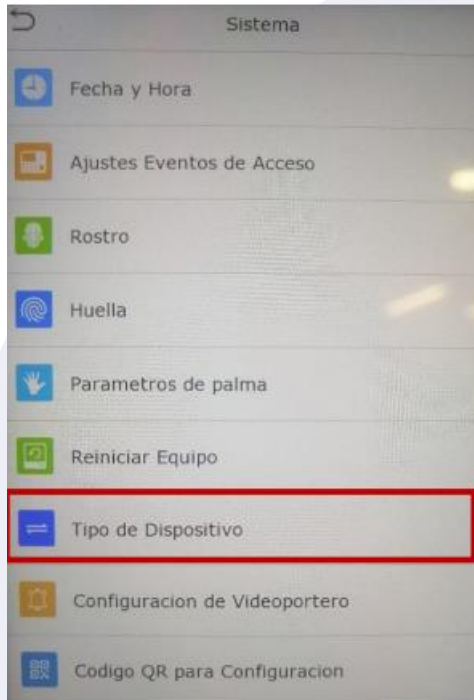 Sistema
Fecha y Hora
Ajustes Eventos de Acceso
Rostro
Huella
Parametros de palma
Reiniciar Equipo
Tipo de Dispositivo
Configuracion de Videoportero
Codigo QR para Configuracion